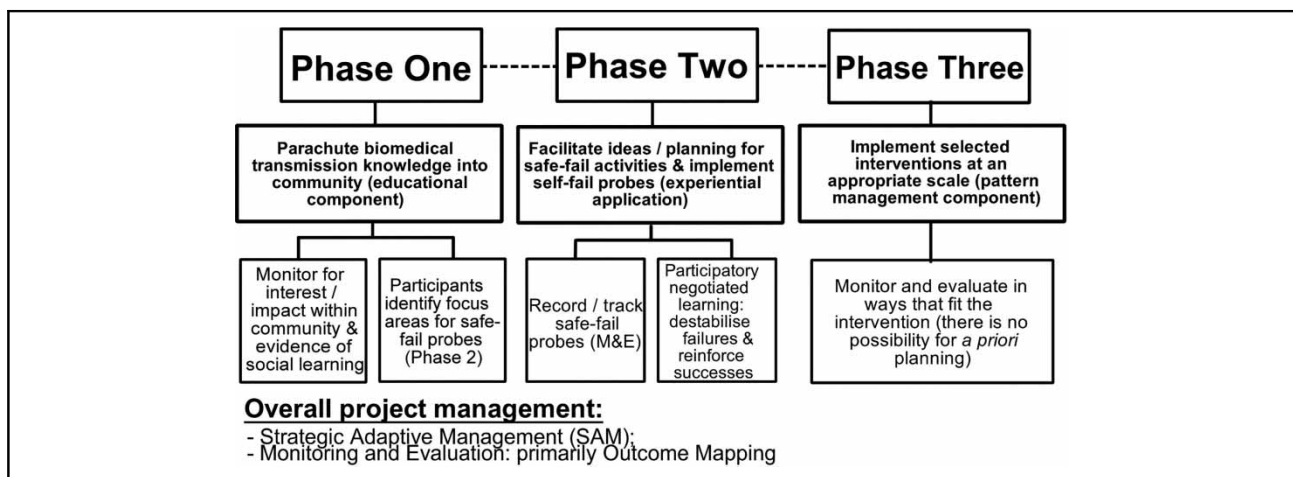 Phase One
Phase Two
Phase Three
Parachute biomedical
transmission knowledge into
community (educational
component)
Facilitate ideas / planning for
safe-fail activities & implement
self-fail probes (experiential
application)
Implement selected
interventions at an
appropriate scale (pattern
management component)
Monitor for
interest /
impact within
community &
evidence of
social learning
Participants
identify focus
areas for safe-
fail probes
(Phase 2)
Record / track
safe-fail
probes (M&E)
Participatory
negotiated
learning:
destabilise
failures &
reinforce
successes
Monitor and evaluate in
ways that fit the
intervention (there is no
possibility for a priori
planning)
Overall project management:
- Strategic Adaptive Management (SAM);
- Monitoring and Evaluation: primarily Outcome Mapping